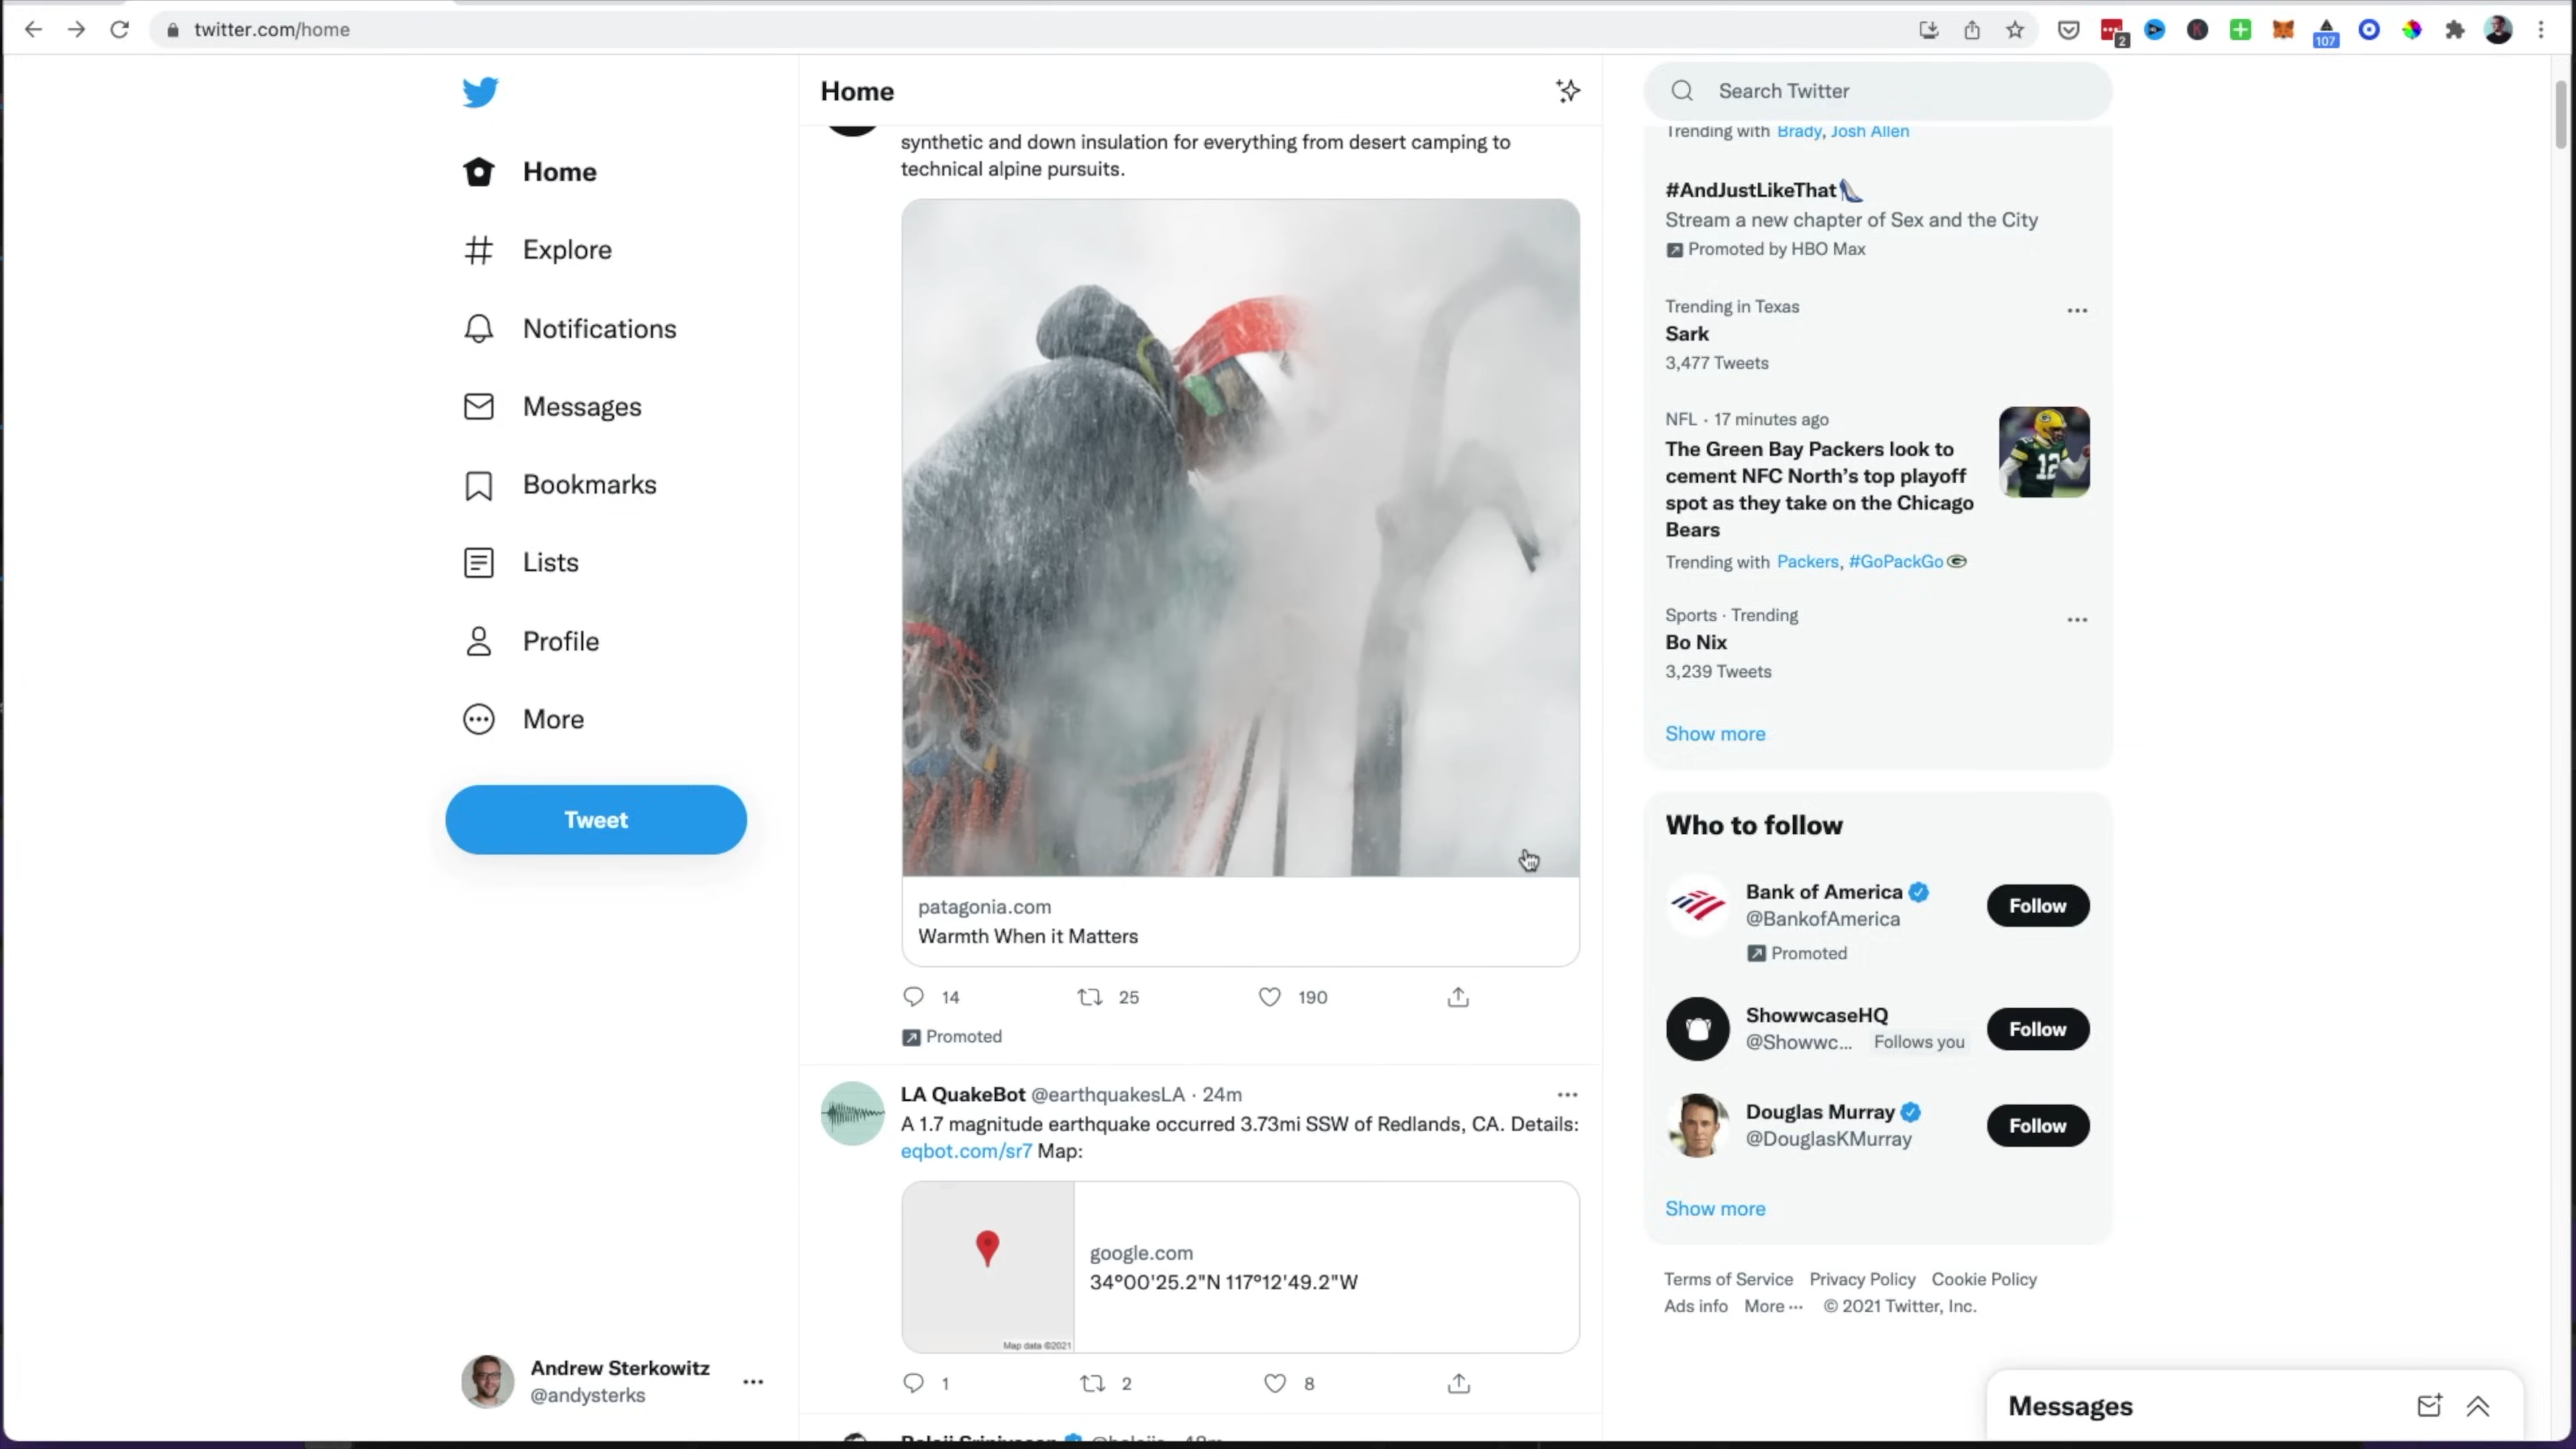 twitter.com/home
2
107
Home
Explore
Notifications
Messages
Bookmarks
Lists
Profile
More
Tweet
Andrew Sterkowitz
@andysterks
Home
synthetic and down insulation for everything from desert camping to
technical alpine pursuits.
patagonia.com
Warmth When it Matters
14 25 190
Promoted
LA QuakeBot @earthquakesLA · 24m
A 1.7 magnitude earthquake occurred 3.73mi SSW of Redlands, CA. Details:
eqbot.com/sr7 Map:
Map data ©2021
google.com
34°00'25.2"N 117°12'49.2"W
1 2 8
Search Twitter
Trending with Brady, Josh Allen
#AndJustLikeThat
Stream a new chapter of Sex and the City
Promoted by HBO Max
Trending in Texas
Sark
3,477 Tweets
NFL · 17 minutes ago
The Green Bay Packers look to
cement NFC North's top playoff
spot as they take on the Chicago
Bears
12
Trending with Packers, #GoPackGo
Sports · Trending
Bo Nix
3,239 Tweets
Show more
Who to follow
Bank of America
@BankofAmerica
Promoted
Follow
ShowwcaseHQ
@Showwc... Follows you
Follow
Douglas Murray
@DouglasKMurray
Follow
Show more
Terms of Service Privacy Policy Cookie Policy
Ads info More ··· © 2021 Twitter, Inc.
Messages